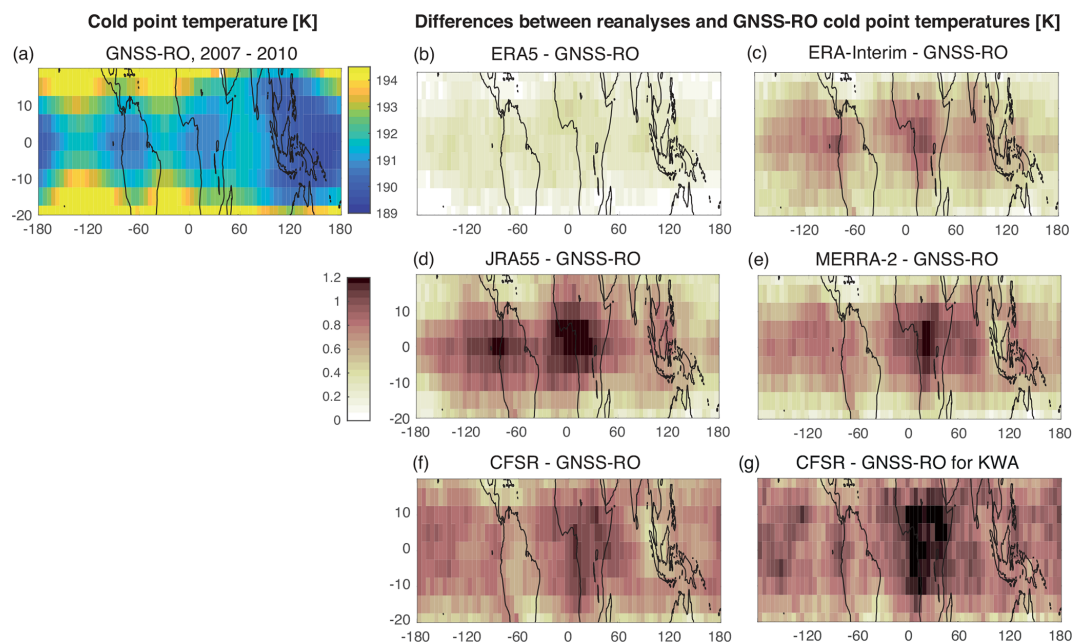 Cold point temperature [K]
Differences between reanalyses and GNSS-RO cold point temperatures [K]
(a) GNSS-RO, 2007 - 2010
(b) ERA5 - GNSS-RO
(c) ERA-Interim - GNSS-RO
10
0
-10
-20
-180 -120 -60 0 60 120 180
194
193
192
191
190
189
-120 -60 0 60 120 180
-120 -60 0 60 120 180
(d) JRA55 - GNSS-RO
(e) MERRA-2 - GNSS-RO
1.2
1
0.8
0.6
0.4
0.2
0
10
0
-10
-20
-180 -120 -60 0 60 120 180
-120 -60 0 60 120 180
(f) CFSR - GNSS-RO
(g) CFSR - GNSS-RO for KWA
10
0
-10
-20
-180 -120 -60 0 60 120 180
-180 -120 -60 0 60 120 180